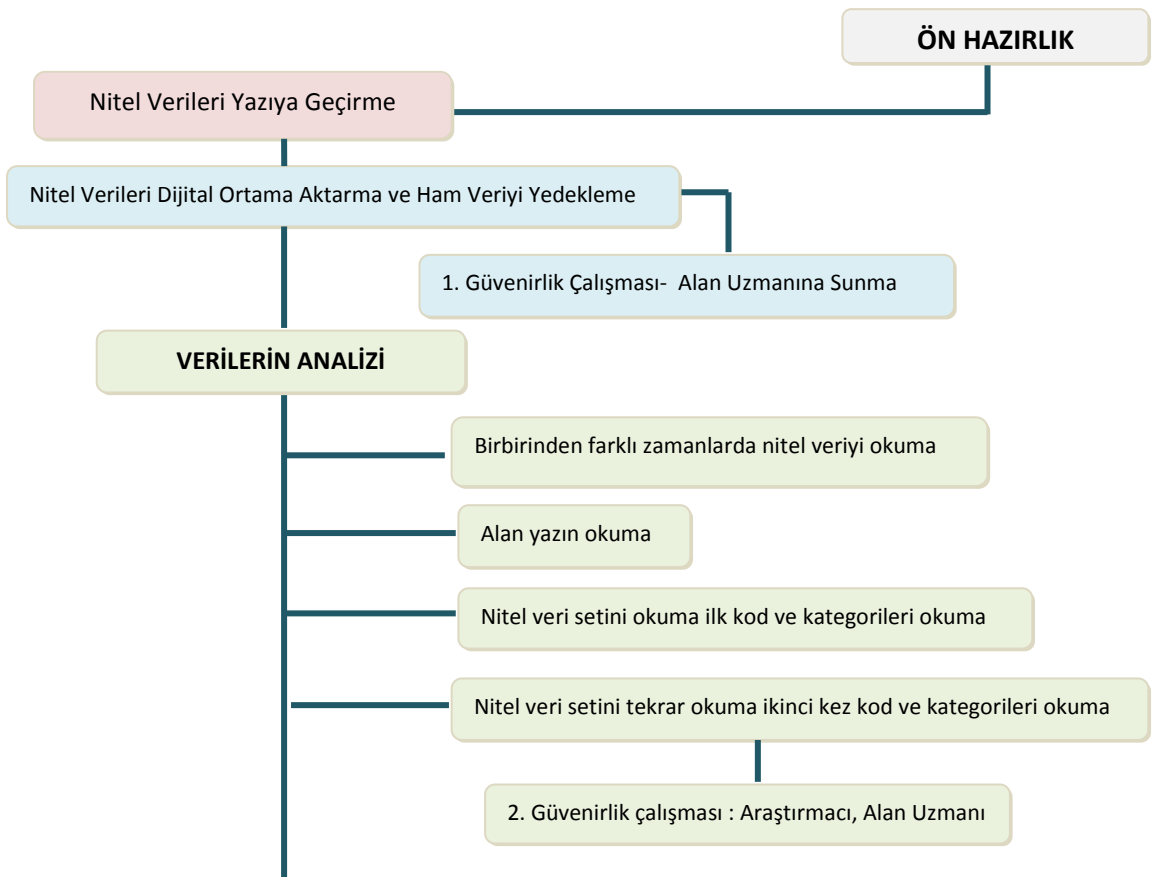 ÖN HAZIRLIK
Nitel Verileri Yazıya Geçirme
Nitel Verileri Dijital Ortama Aktarma ve Ham Veriyi Yedekleme
1. Güvenirlik Çalışması- Alan Uzmanına Sunma
VERİLERİN ANALİZİ
Birbirinden farklı zamanlarda nitel veriyi okuma
Alan yazın okuma
Nitel veri setini okuma ilk kod ve kategorileri okuma
Nitel veri setini tekrar okuma ikinci kez kod ve kategorileri okuma
2. Güvenirlik çalışması : Araştırmacı, Alan Uzmanı